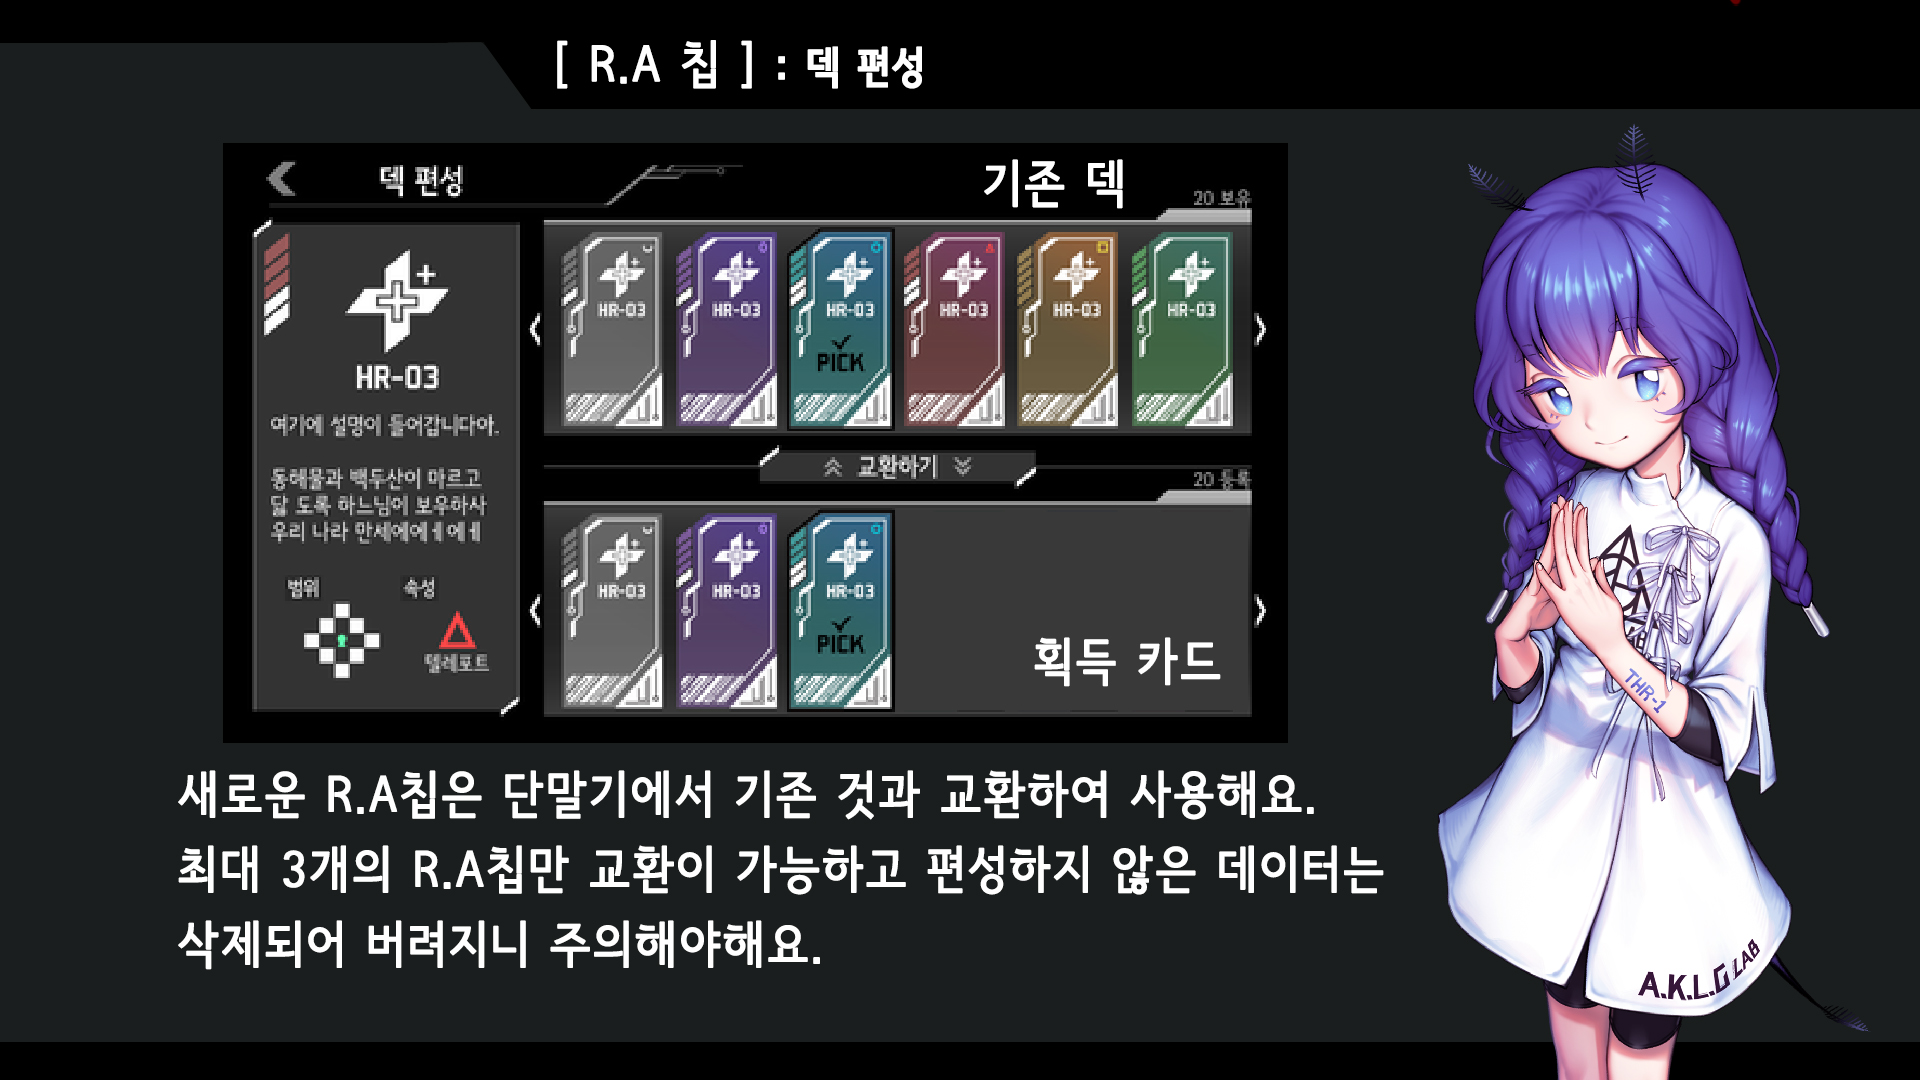 [ R.A 칩 ] : 덱 편성
덱 편성
기존 덱
20 보유
HR-03
여기에 설명이 들어갑니다아.
동해물과 백두산이 마르고
닳 도록 하느님이 보우하사
우리 나라 만세에에ㅔ에ㅔ
범위
속성
텔레포트
HR-03
HR-03
HR-03
PICK
HR-03
HR-03
HR-03
교환하기
20 등록
HR-03
HR-03
HR-03
PICK
획득 카드
새로운 R.A칩은 단말기에서 기존 것과 교환하여 사용해요.
최대 3개의 R.A칩만 교환이 가능하고 편성하지 않은 데이터는
삭제되어 버려지니 주의해야해요.
THR-1
A.K.L.G LAB